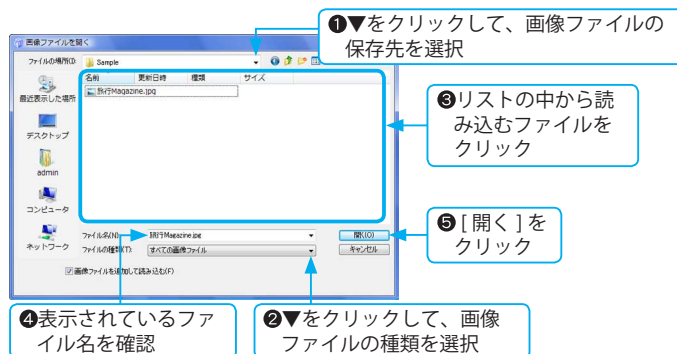 ❶▼をクリックして、画像ファイルの
保存先を選択
画像ファイルを開く
ファイルの場所(I):
Sample
名前 更新日時 種類 サイズ
旅行Magazine.jpg
最近表示した場所
デスクトップ
admin
コンピュータ
ネットワーク
❸リストの中から読
み込むファイルを
クリック
ファイル名(N):
旅行Magazine.jpg
開く(O)
ファイルの種類(T):
すべての画像ファイル
キャンセル
画像ファイルを追加して読み込む(F)
❺[ 開く ] を
クリック
❹表示されているファ
イル名を確認
❷▼をクリックして、画像
ファイルの種類を選択